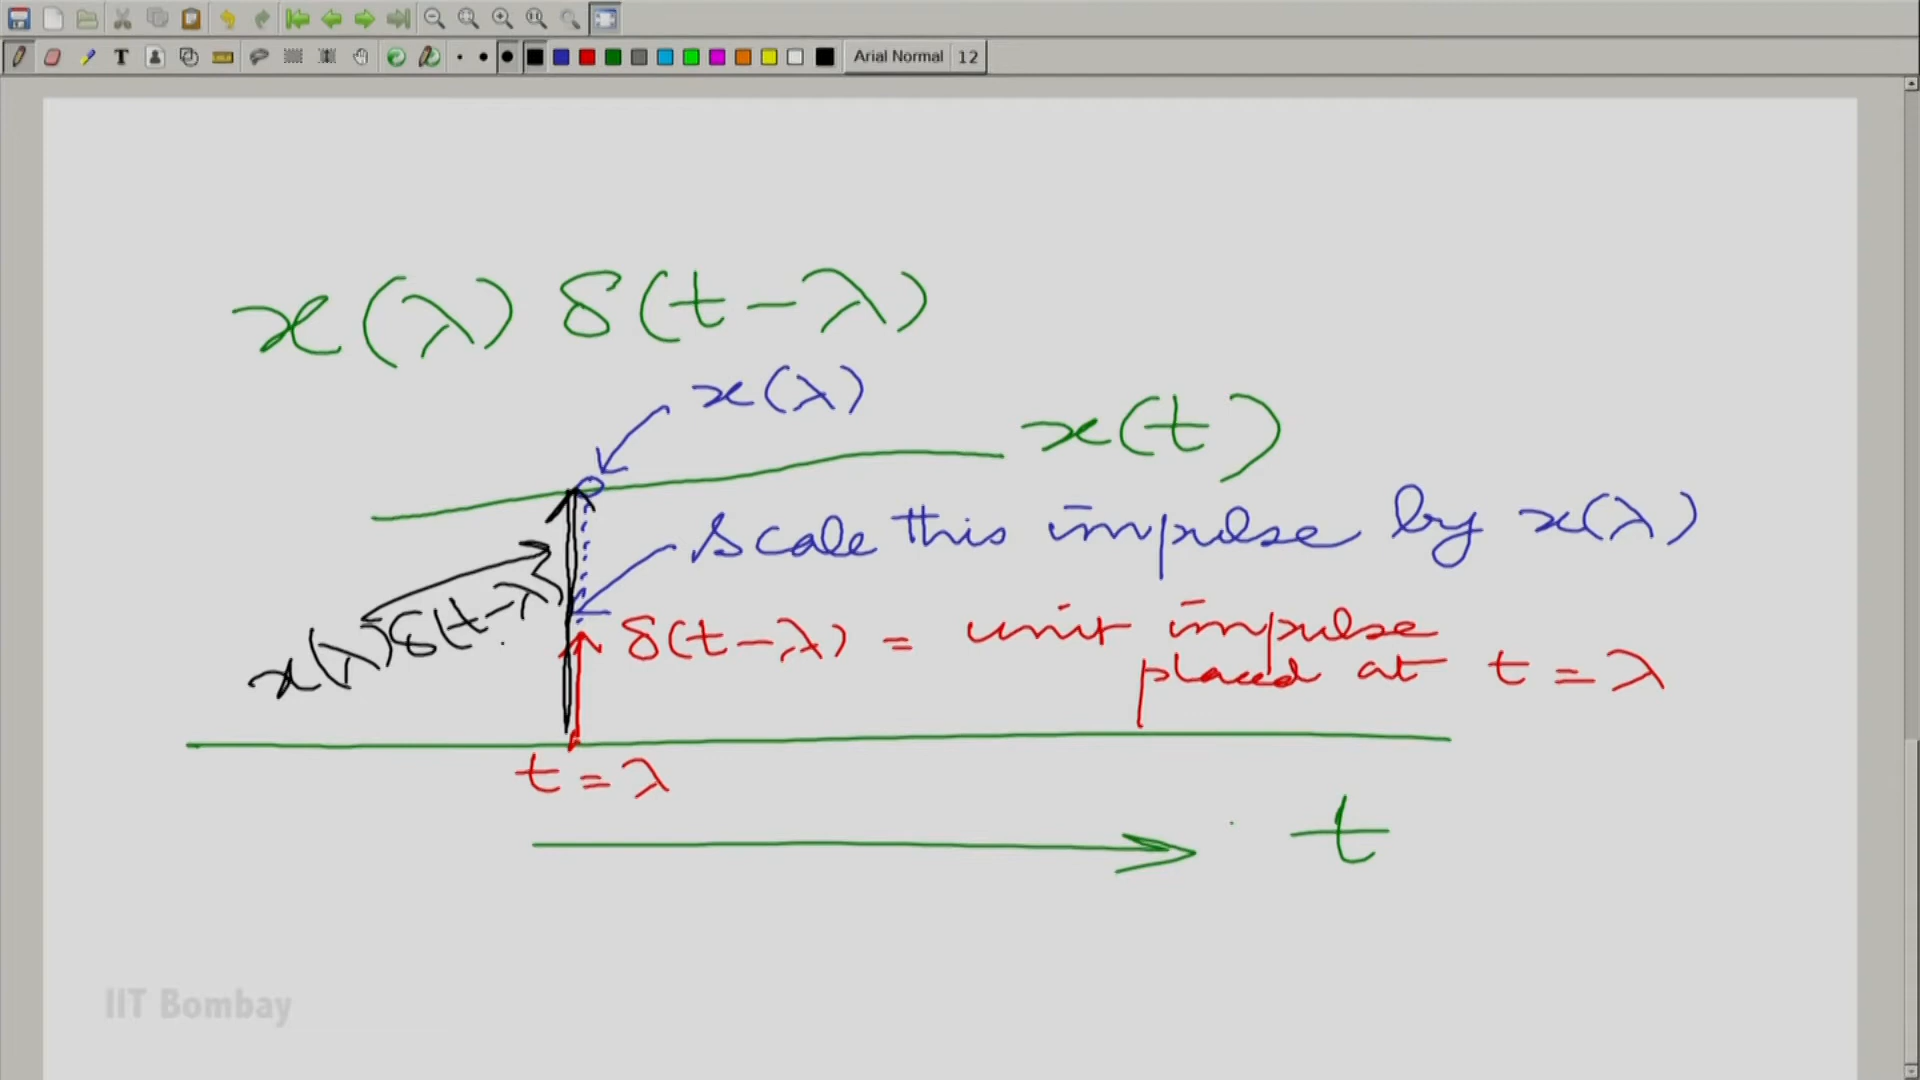 Arial Normal 12
x(λ) δ(t-λ)
x(λ)
x(t)
scale this impulse by x(λ)
x(λ)δ(t-λ)
δ(t-λ) = unit impulse
placed at t = λ
t = λ
t
IIT Bombay